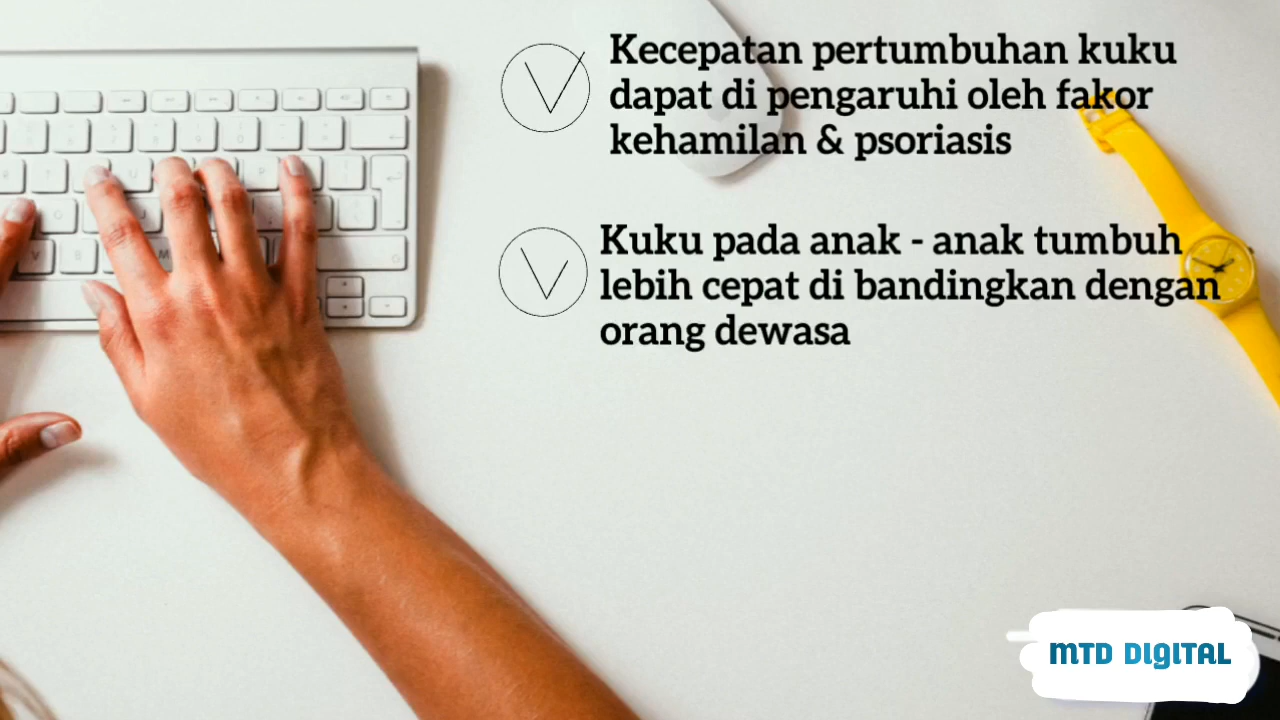 Kecepatan pertumbuhan kuku
dapat di pengaruhi oleh fakor
kehamilan & psoriasis
Kuku pada anak - anak tumbuh
lebih cepat di bandingkan dengan
orang dewasa
MTD DIGITAL